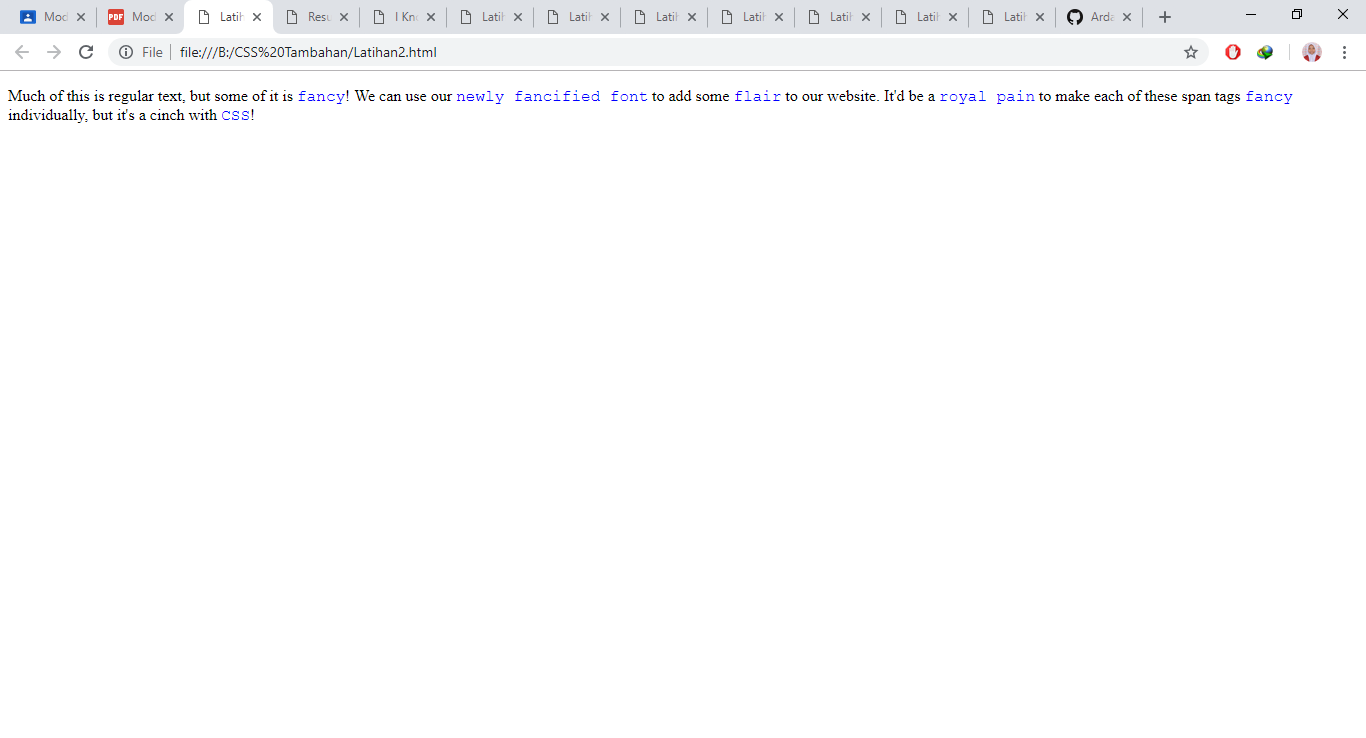 Mod Mod Latih Resu I Kn Latih Latih Latih Latih Latih Latih Latih Arda
File file:///B:/CSS%20Tambahan/Latihan2.html
Much of this is regular text, but some of it is fancy! We can use our newly fancified font to add some flair to our website. It'd be a royal pain to make each of these span tags fancy
individually, but it's a cinch with CSS!